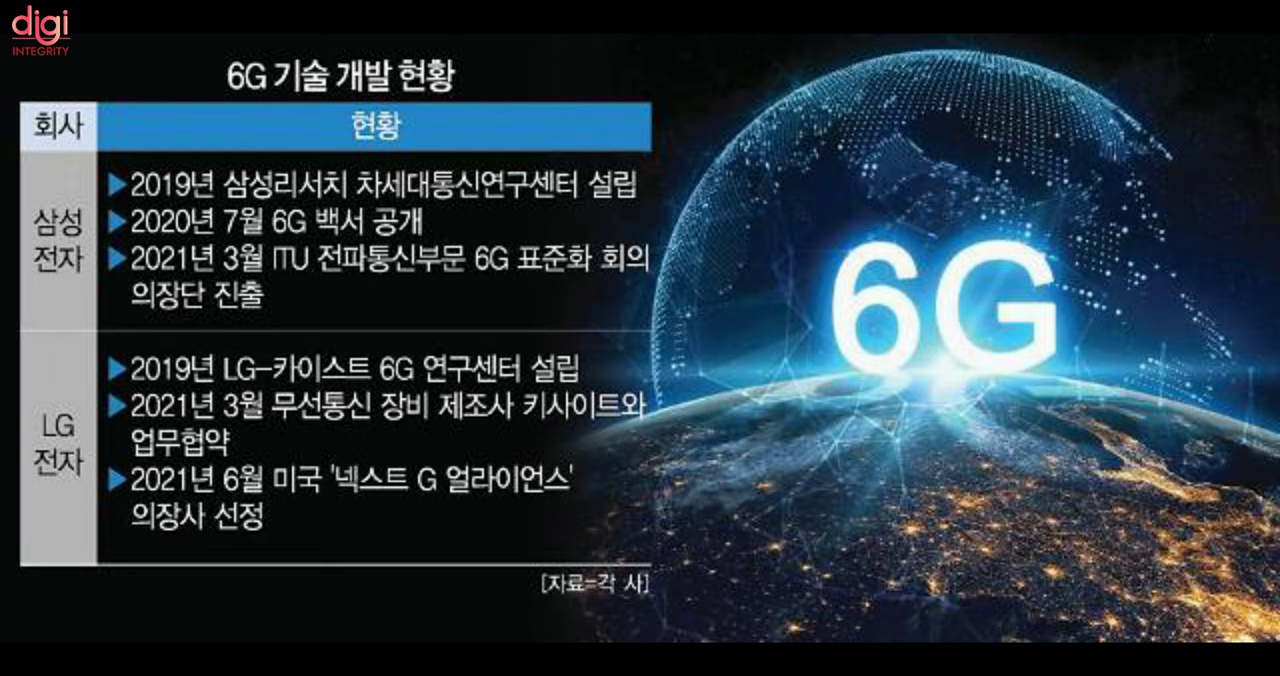 digi
INTEGRITY
6G 기술 개발 현황
회사
현황
삼성
전자
▶2019년 삼성리서치 차세대통신연구센터 설립
▶2020년 7월 6G 백서 공개
▶2021년 3월 ITU 전파통신부문 6G 표준화 회의
의장단 진출
LG
전자
▶2019년 LG-카이스트 6G 연구센터 설립
▶2021년 3월 무선통신 장비 제조사 키사이트와
업무협약
▶2021년 6월 미국 '넥스트 G 얼라이언스'
의장사 선정
[자료=각 사]
6G